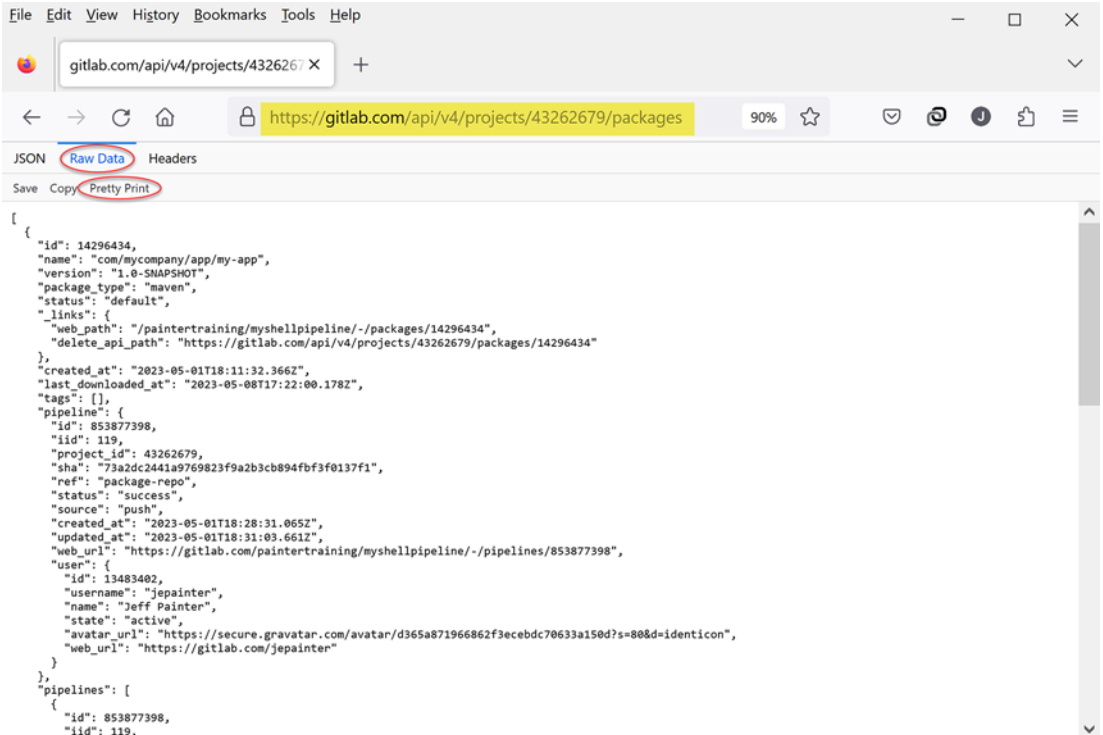 File Edit View History Bookmarks Tools Help
gitlab.com/api/v4/projects/4326267
https://gitlab.com/api/v4/projects/43262679/packages 90% J
JSON Raw Data Headers
Save Copy Pretty Print
[
{
"id": 14296434,
"name": "com/mycompany/app/my-app",
"version": "1.0-SNAPSHOT",
"package_type": "maven",
"status": "default",
"_links": {
"web_path": "/paintertraining/myshellpipeline/-/packages/14296434",
"delete_api_path": "https://gitlab.com/api/v4/projects/43262679/packages/14296434"
},
"created_at": "2023-05-01T18:11:32.366Z",
"last_downloaded_at": "2023-05-08T17:22:00.178Z",
"tags": [],
"pipeline": {
"id": 853877398,
"iid": 119,
"project_id": 43262679,
"sha": "73a2dc2441a9769823f9a2b3cb894fbf3f0137f1",
"ref": "package-repo",
"status": "success",
"source": "push",
"created_at": "2023-05-01T18:28:31.065Z",
"updated_at": "2023-05-01T18:31:03.661Z",
"web_url": "https://gitlab.com/paintertraining/myshellpipeline/-/pipelines/853877398",
"user": {
"id": 13483402,
"username": "jepainter",
"name": "Jeff Painter",
"state": "active",
"avatar_url": "https://secure.gravatar.com/avatar/d365a871966862f3ecebdc70633a150d?s=80&d=identicon",
"web_url": "https://gitlab.com/jepainter"
}
},
"pipelines": [
{
"id": 853877398,
"iid": 119,